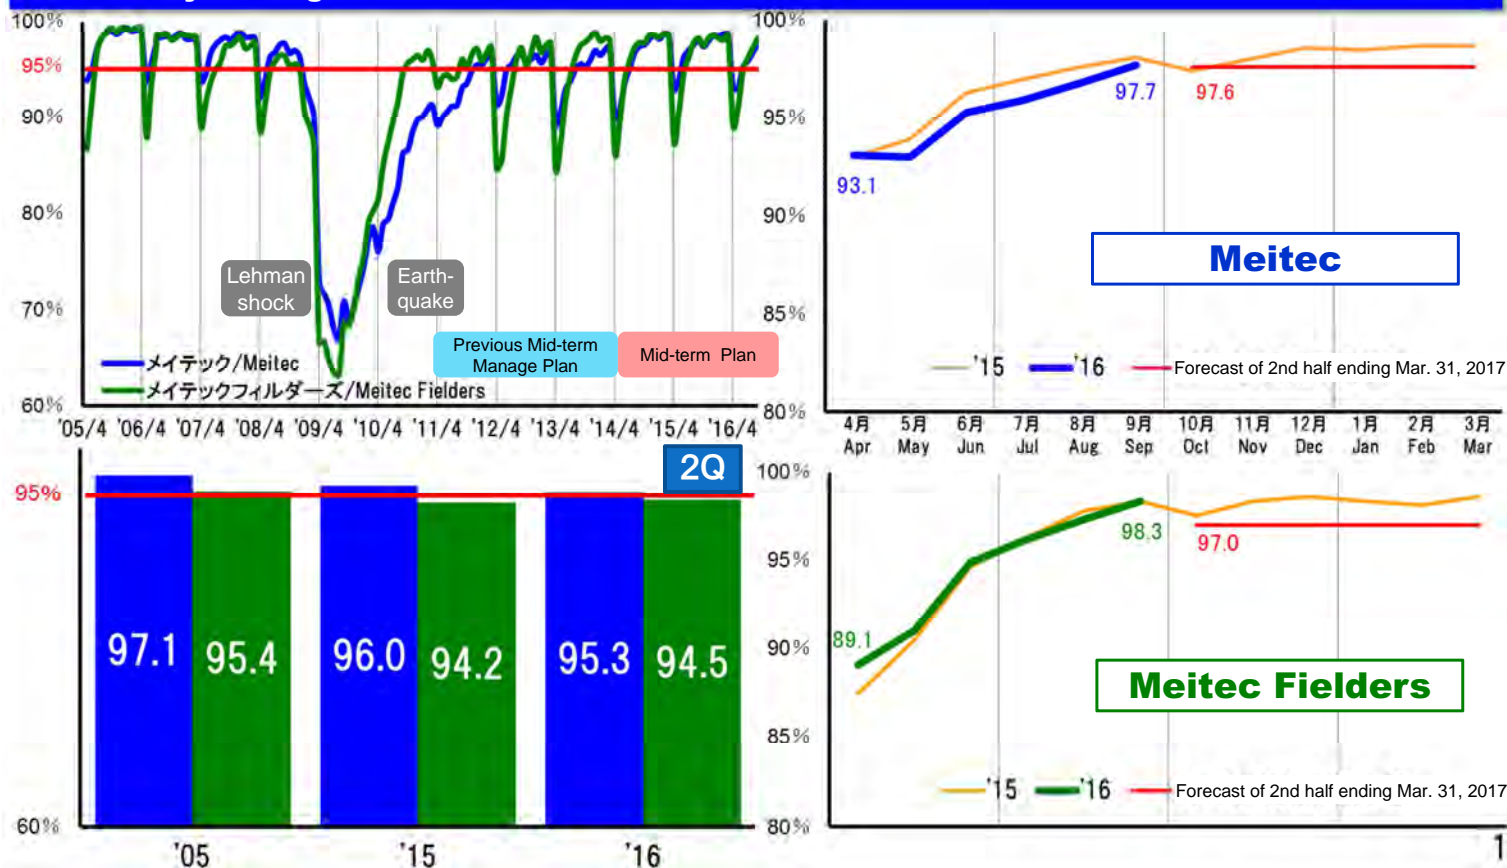 100%
95%
90%
80%
70%
60%
Lehman
shock
Earth-
quake
Previous Mid-term
Manage Plan
Mid-term Plan
メイテック/Meitec
メイテックフィルダーズ/Meitec Fielders
'05/4 '06/4 '07/4 '08/4 '09/4 '10/4 '11/4 '12/4 '13/4 '14/4 '15/4 '16/4
100%
95%
90%
85%
80%
93.1
97.7
97.6
Meitec
'15 '16 Forecast of 2nd half ending Mar. 31, 2017
4月 5月 6月 7月 8月 9月 10月 11月 12月 1月 2月 3月
Apr May Jun Jul Aug Sep Oct Nov Dec Jan Feb Mar
2Q
95%
60%
97.1 95.4 96.0 94.2 95.3 94.5
'05 '15 '16
100%
95%
90%
85%
80%
89.1
98.3
97.0
Meitec Fielders
'15 '16 Forecast of 2nd half ending Mar. 31, 2017